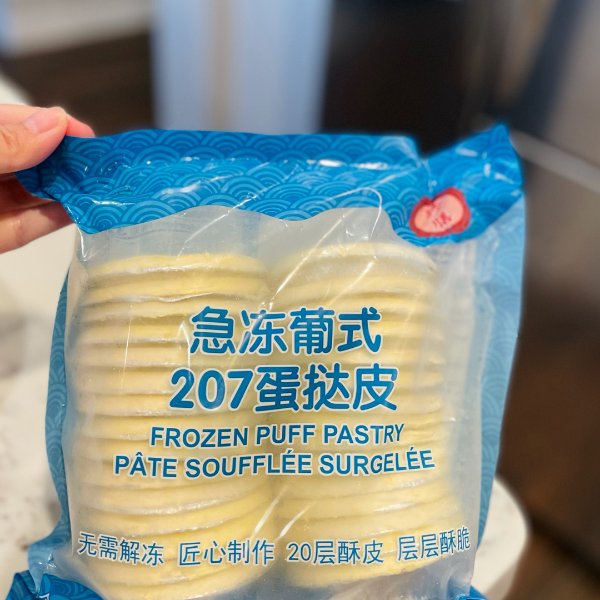 急冻葡式
207蛋挞皮
FROZEN PUFF PASTRY
PÂTE SOUFFLÉE SURGELÉE
无需解冻 匠心制作 20层酥皮 层层酥脆